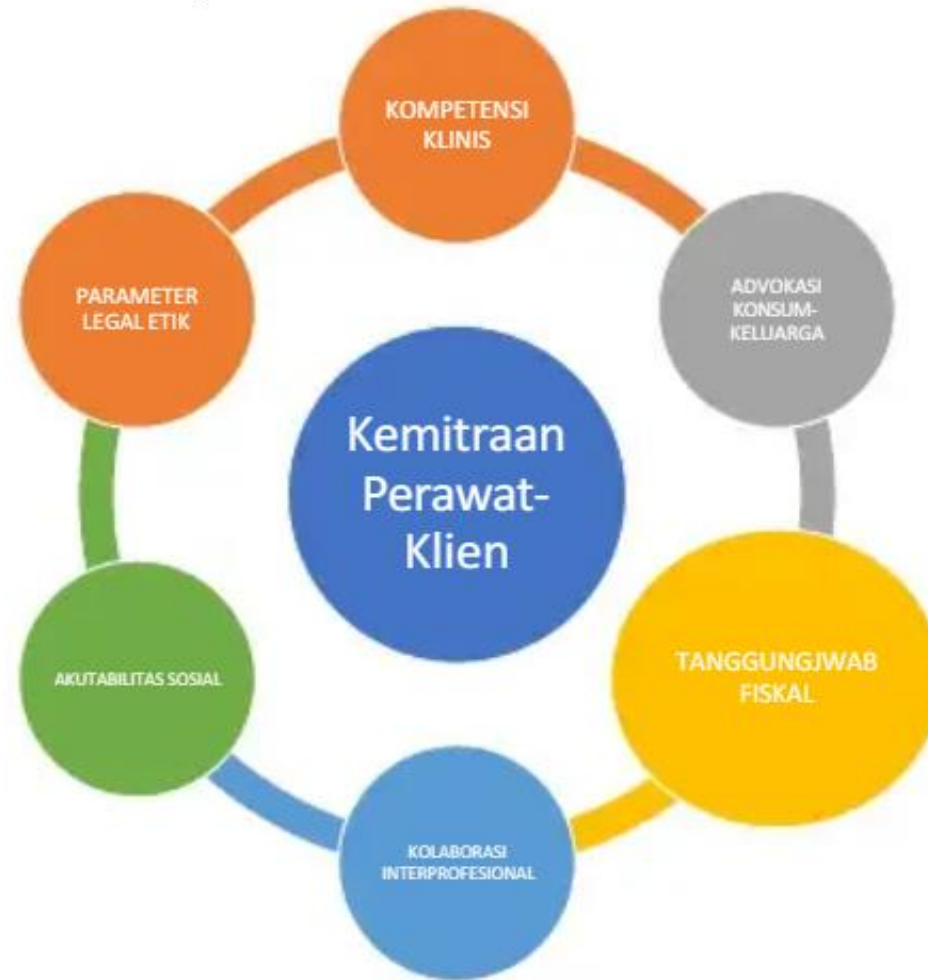 KOMPETENSI
KLINIS
PARAMETER
LEGAL ETIK
ADVOKASI
KONSUM-
KELUARGA
Kemitraan
Perawat-
Klien
TANGGUNGJWAB
FISKAL
AKUTABILITAS SOSIAL
KOLABORASI
INTERPROFESIONAL